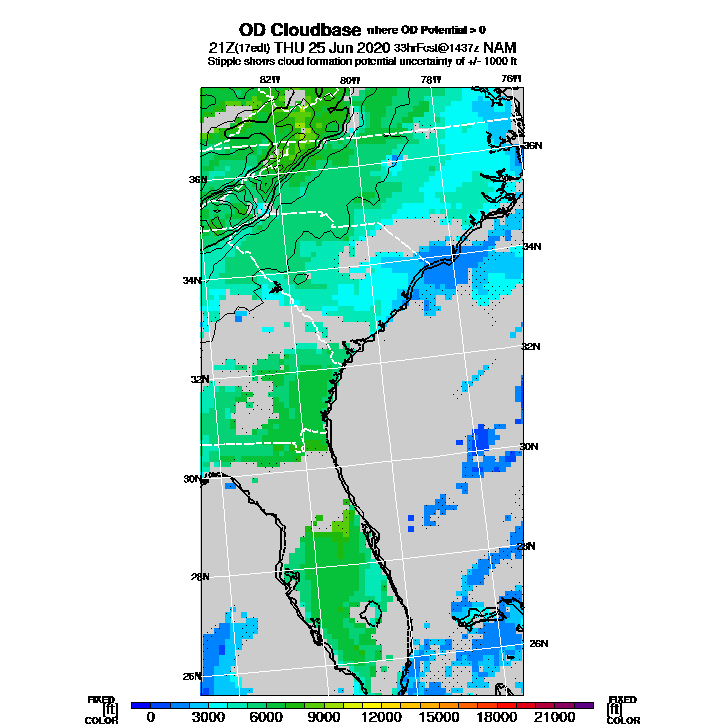 OD Cloudbase where OD Potential > 0
21Z(17edt) THU 25 Jun 2020 33hrFcst@1437z NAM
Stipple shows cloud formation potential uncertainty of +/- 1000 ft
82W 80W 78W 76W
36N 36N
34N 34N
32N 32N
30N 30N
28N 28N
26N 26N
FIXED FIXED
[ft] 0 3000 6000 9000 12000 15000 18000 21000 [ft]
COLOR COLOR